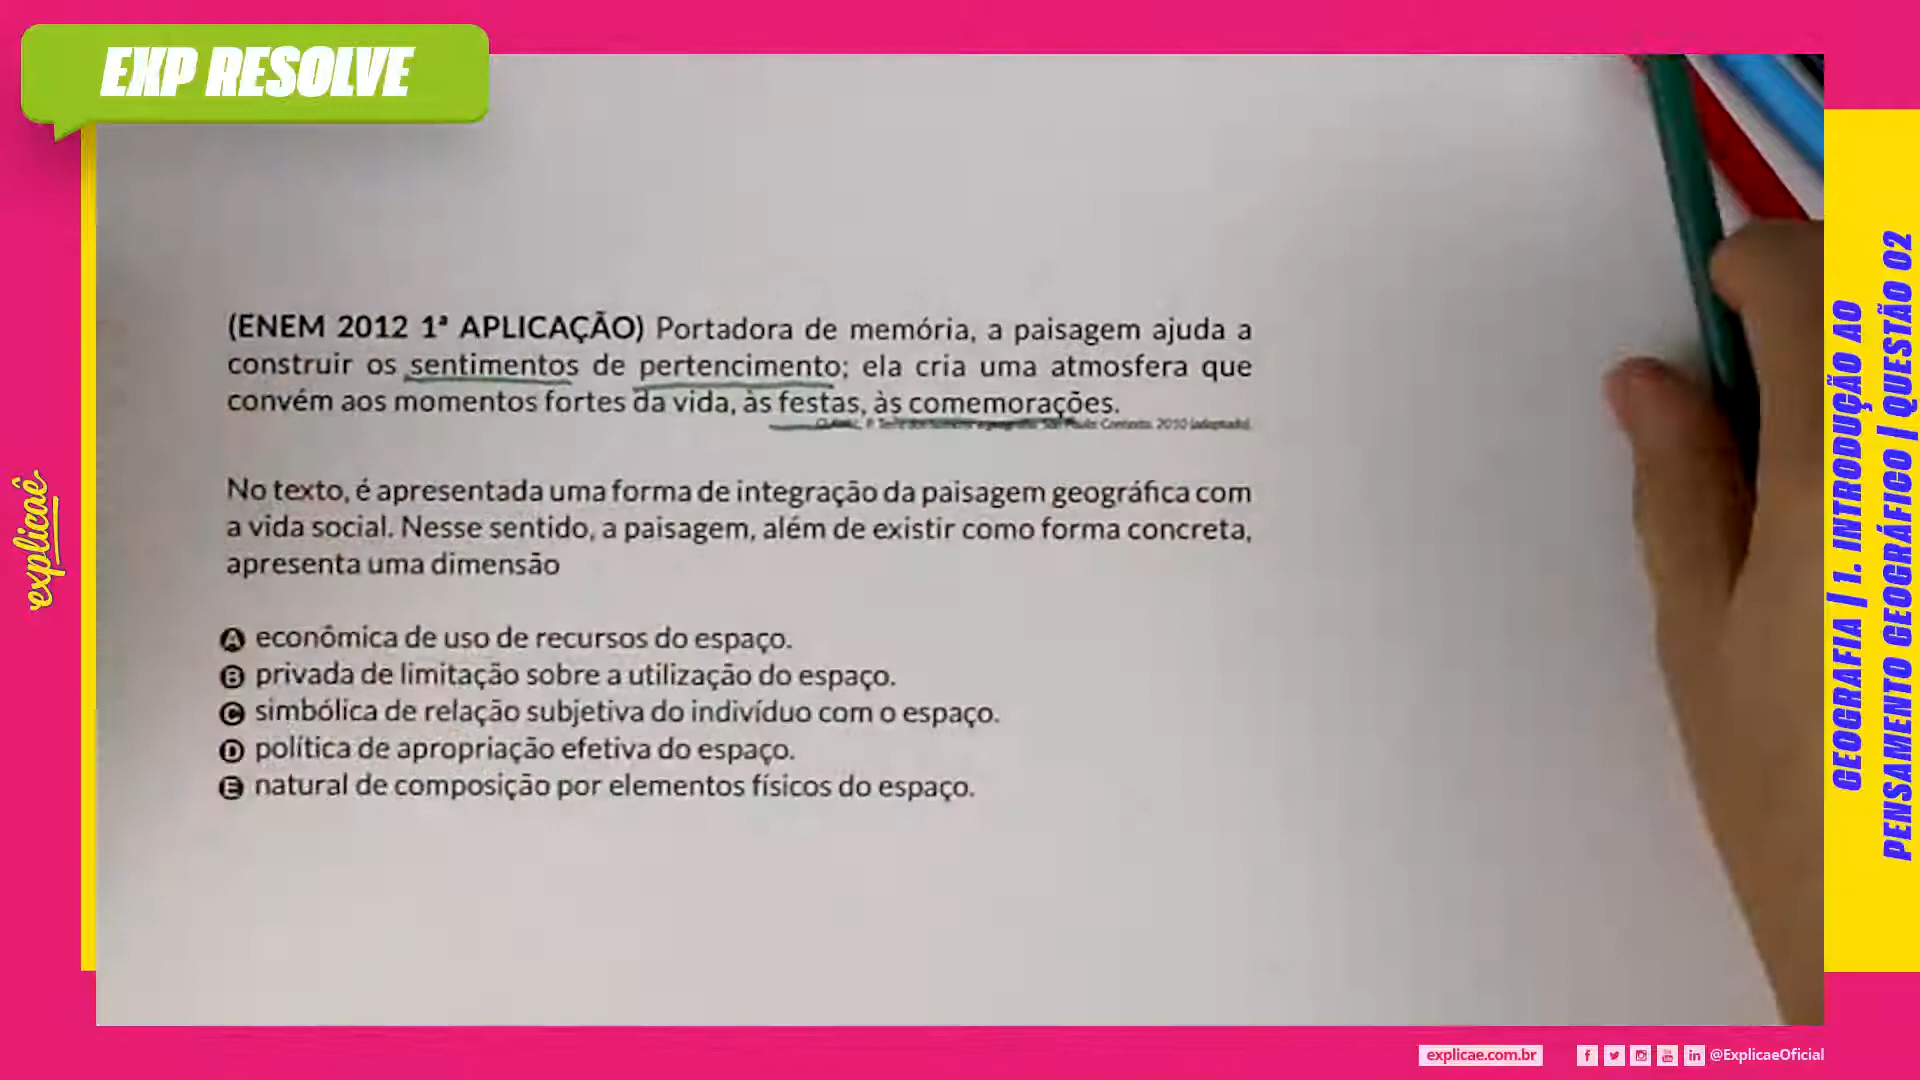 EXP RESOLVE
(ENEM 2012 1ª APLICAÇÃO) Portadora de memória, a paisagem ajuda a
construir os sentimentos de pertencimento; ela cria uma atmosfera que
convém aos momentos fortes da vida, às festas, às comemorações.
P. São Paulo: Contexto, 2010 (adaptado).
No texto, é apresentada uma forma de integração da paisagem geográfica com
a vida social. Nesse sentido, a paisagem, além de existir como forma concreta,
apresenta uma dimensão
A econômica de uso de recursos do espaço.
B privada de limitação sobre a utilização do espaço.
C simbólica de relação subjetiva do indivíduo com o espaço.
D política de apropriação efetiva do espaço.
E natural de composição por elementos físicos do espaço.
explicaê
GEOGRAFIA | 1. INTRODUÇÃO AO
PENSAMENTO GEOGRÁFICO | QUESTÃO 02
explicae.com.br
@ExplicaeOficial